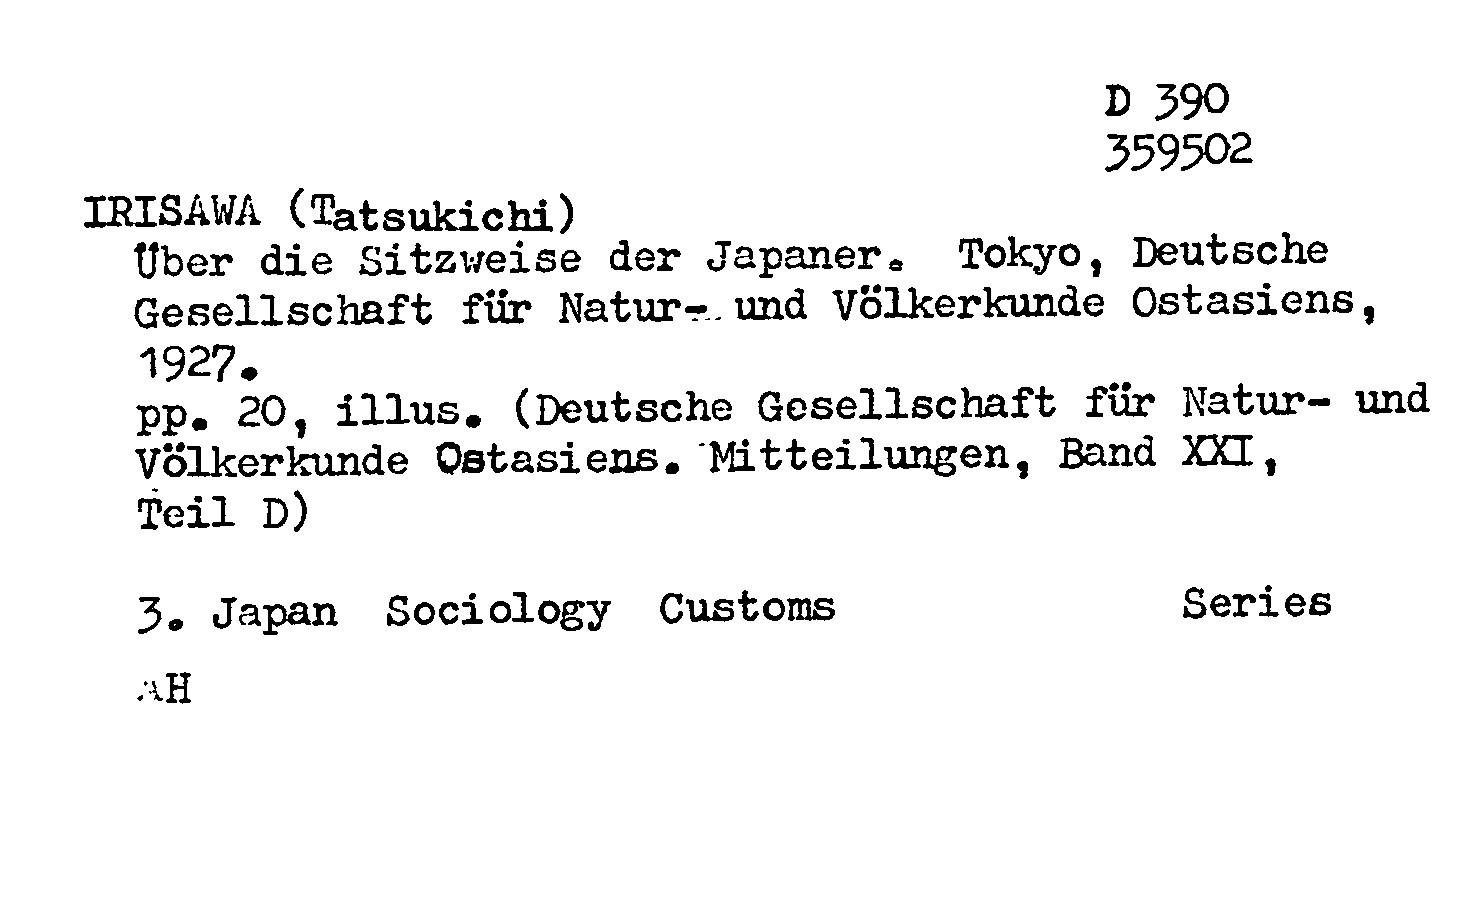 D 390
359502
IRISAWA (Tatsukichi)
Über die Sitzweise der Japaner. Tokyo, Deutsche
Gesellschaft für Natur- und Völkerkunde Ostasiens,
1927.
pp. 20, illus. (Deutsche Gesellschaft für Natur- und
Völkerkunde Ostasiens. Mitteilungen, Band XXI,
Teil D)
3. Japan Sociology Customs Series
AH